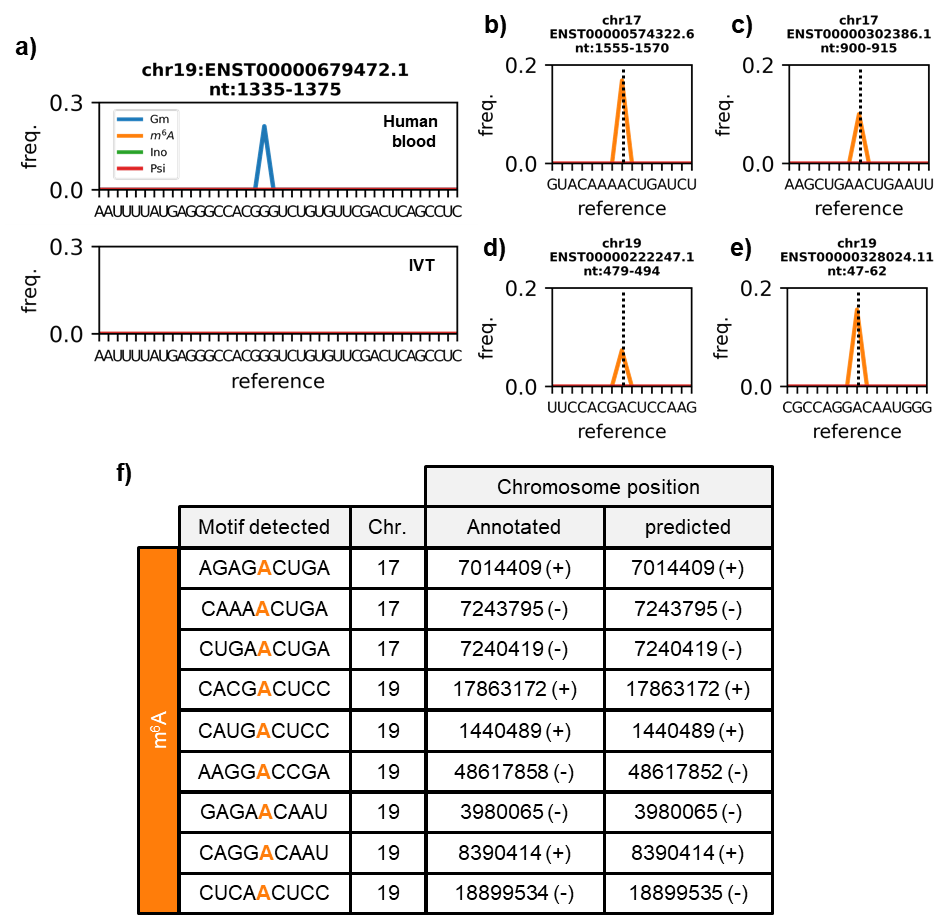 a)
chr19:ENST00000679472.1
nt:1335-1375
freq.
0.3
0.0
Gm
m⁶A
Ino
Psi
Human
blood
AAUUUUAUGAGGGCCACGGGUCUGUGUUCGACUCAGCCUC
freq.
0.3
0.0
IVT
AAUUUUAUGAGGGCCACGGGUCUGUGUUCGACUCAGCCUC
reference
b)
chr17
ENST00000574322.6
nt:1555-1570
freq.
0.2
0.0
GUACAAAACUGAUCU
reference
c)
chr17
ENST00000302386.1
nt:900-915
freq.
0.2
0.0
AAGCUGAACUGAAUU
reference
d)
chr19
ENST00000222247.1
nt:479-494
freq.
0.2
0.0
UUCCACGACUCCAAG
reference
e)
chr19
ENST00000328024.11
nt:47-62
freq.
0.2
0.0
CGCCAGGACAAUGGG
reference
f)
Chromosome position
Motif detected Chr. Annotated predicted
m⁶A
AGAGACUGA 17 7014409 (+) 7014409 (+)
CAAAACUGA 17 7243795 (-) 7243795 (-)
CUGAACUGA 17 7240419 (-) 7240419 (-)
CACGACUCC 19 17863172 (+) 17863172 (+)
CAUGACUCC 19 1440489 (+) 1440489 (+)
AAGGACCGA 19 48617858 (-) 48617852 (-)
GAGAACAAU 19 3980065 (-) 3980065 (-)
CAGGACAAU 19 8390414 (+) 8390414 (+)
CUCAACUCC 19 18899534 (-) 18899535 (-)